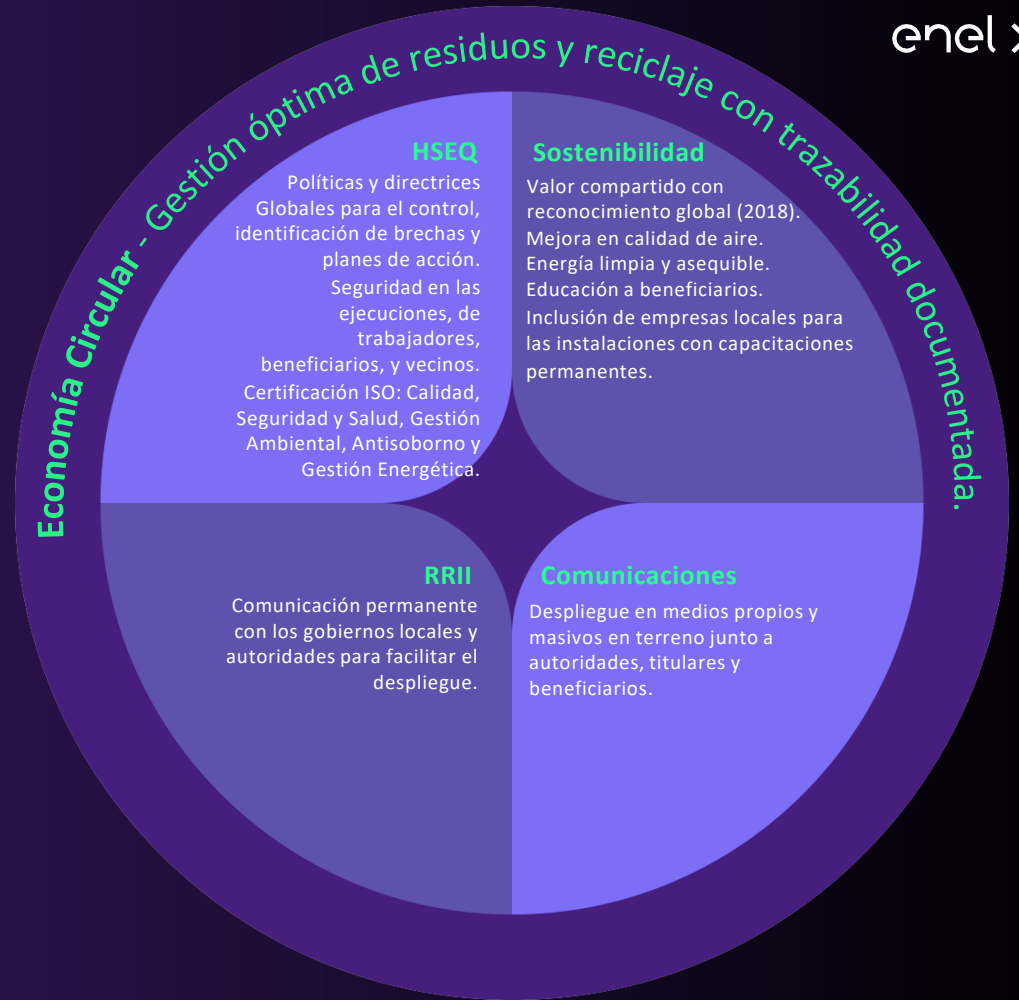 enel x
Economía Circular - Gestión óptima de residuos y reciclaje con trazabilidad documentada.
HSEQ
Políticas y directrices
Globales para el control,
identificación de brechas y
planes de acción.
Seguridad en las
ejecuciones, de
trabajadores,
beneficiarios, y vecinos.
Certificación ISO: Calidad,
Seguridad y Salud, Gestión
Ambiental, Antisoborno y
Gestión Energética.
Sostenibilidad
Valor compartido con
reconocimiento global (2018).
Mejora en calidad de aire.
Energía limpia y asequible.
Educación a beneficiarios.
Inclusión de empresas locales para
las instalaciones con capacitaciones
permanentes.
RRII
Comunicación permanente
con los gobiernos locales y
autoridades para facilitar el
despliegue.
Comunicaciones
Despliegue en medios propios y
masivos en terreno junto a
autoridades, titulares y
beneficiarios.